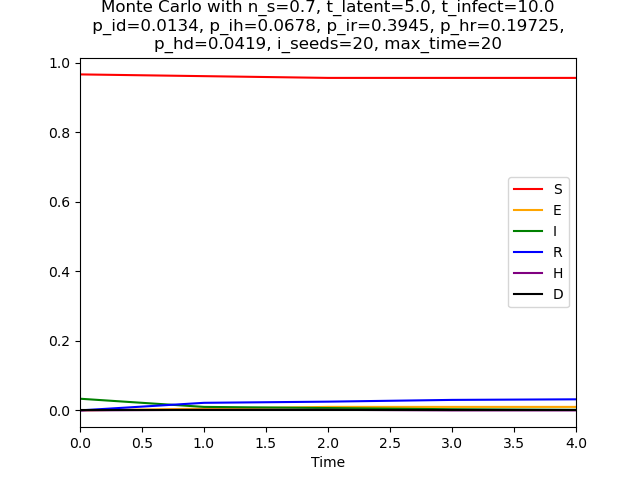 Monte Carlo with n_s=0.7, t_latent=5.0, t_infect=10.0
p_id=0.0134, p_ih=0.0678, p_ir=0.3945, p_hr=0.19725,
p_hd=0.0419, i_seeds=20, max_time=20
1.0
0.8
0.6
0.4
0.2
0.0
S
E
I
R
H
D
0.0 0.5 1.0 1.5 2.0 2.5 3.0 3.5 4.0
Time